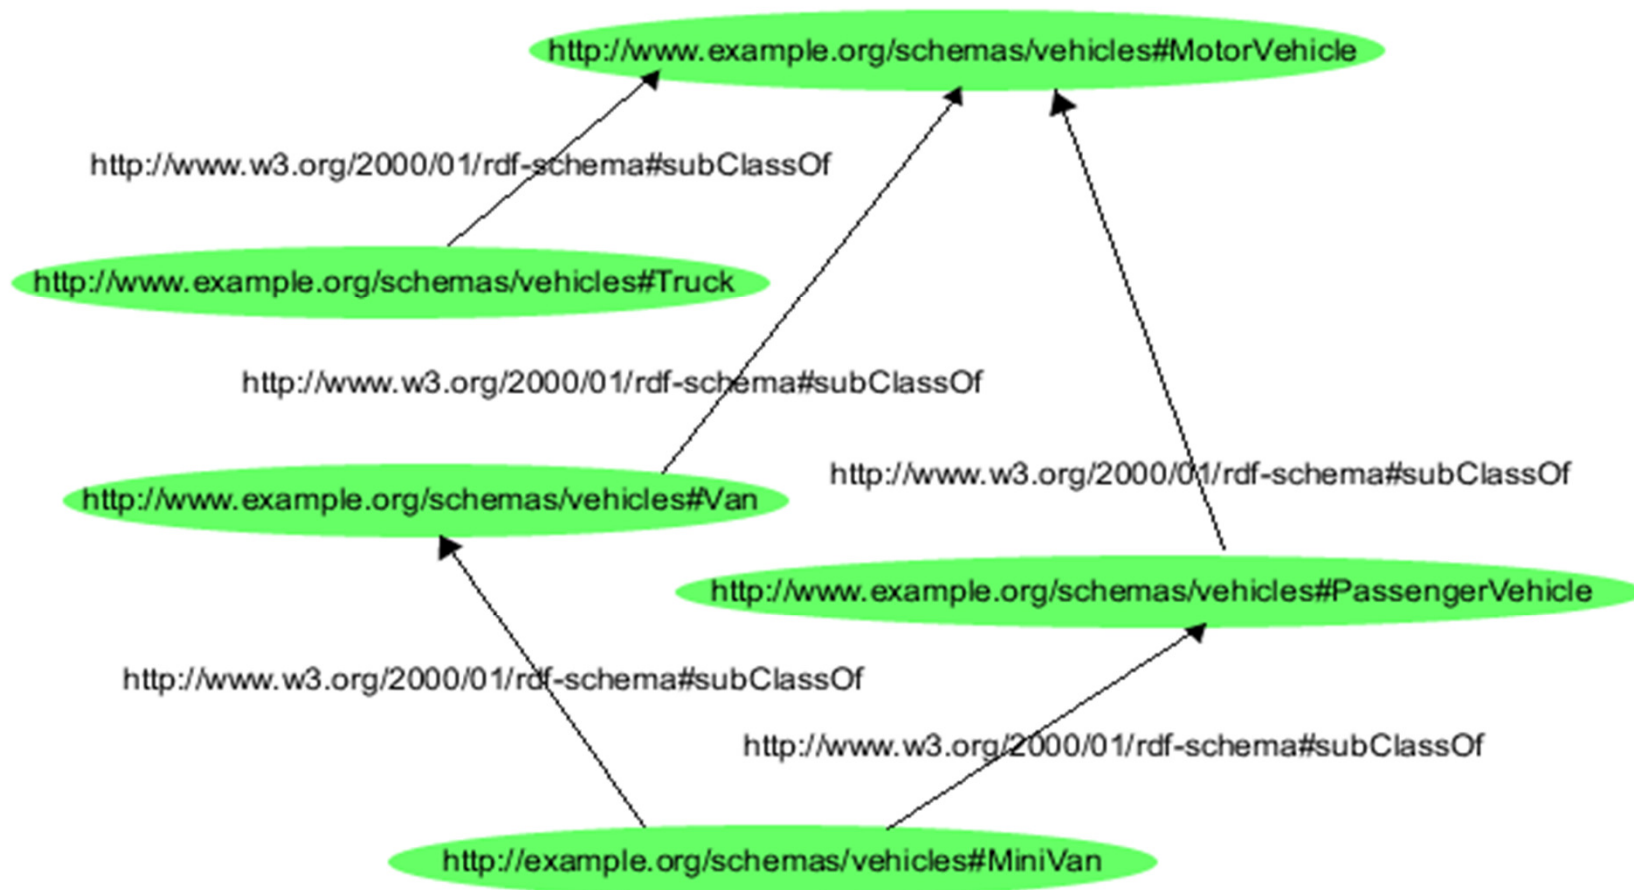 http://www.example.org/schemas/vehicles#MotorVehicle
http://www.w3.org/2000/01/rdf-schema#subClassOf
http://www.example.org/schemas/vehicles#Truck
http://www.w3.org/2000/01/rdf-schema#subClassOf
http://www.w3.org/2000/01/rdf-schema#subClassOf
http://www.example.org/schemas/vehicles#Van
http://www.example.org/schemas/vehicles#PassengerVehicle
http://www.w3.org/2000/01/rdf-schema#subClassOf
http://www.w3.org/2000/01/rdf-schema#subClassOf
http://example.org/schemas/vehicles#MiniVan